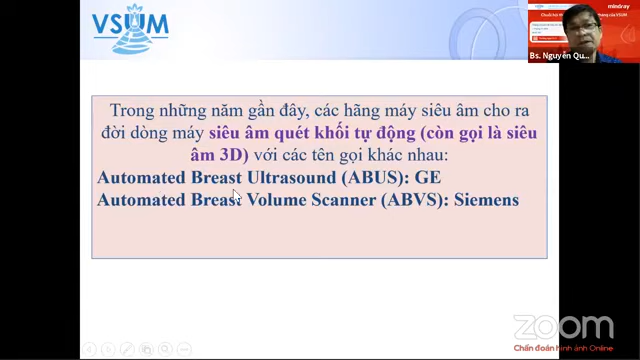 VSUM
Trong những năm gần đây, các hãng máy siêu âm cho ra
đời dòng máy siêu âm quét khối tự động (còn gọi là siêu
âm 3D) với các tên gọi khác nhau:
Automated Breast Ultrasound (ABUS): GE
Automated Breast Volume Scanner (ABVS): Siemens
mindray
Bs. Nguyễn Qu...
zoom
Chẩn đoán hình ảnh Online